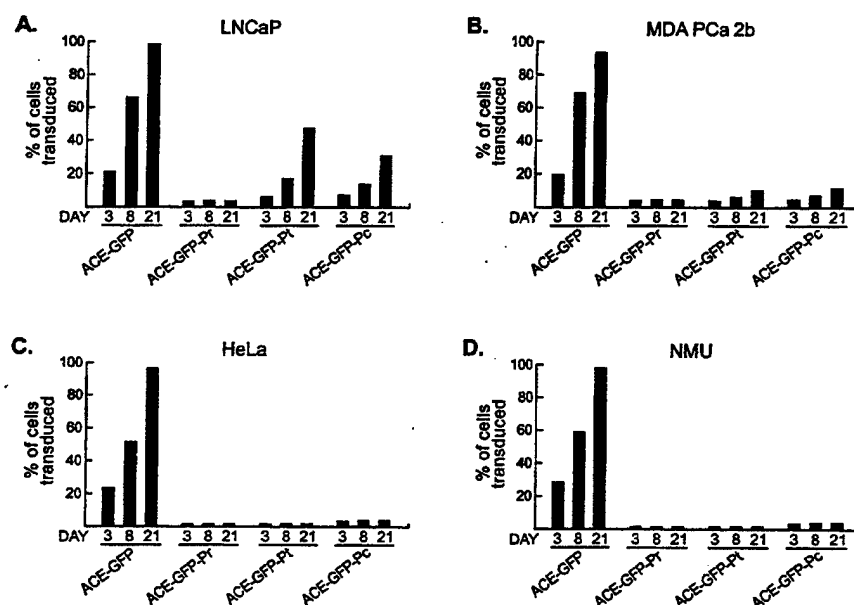 A.
LNCaP
% of cells
transduced
100
80
60
40
20
DAY 3 8 21 3 8 21 3 8 21 3 8 21
ACE-GFP
ACE-GFP-Pr
ACE-GFP-Pt
ACE-GFP-Pc
B.
MDA PCa 2b
% of cells
transduced
100
80
60
40
20
DAY 3 8 21 3 8 21 3 8 21 3 8 21
ACE-GFP
ACE-GFP-Pr
ACE-GFP-Pt
ACE-GFP-Pc
C.
HeLa
% of cells
transduced
100
80
60
40
20
DAY 3 8 21 3 8 21 3 8 21 3 8 21
ACE-GFP
ACE-GFP-Pr
ACE-GFP-Pt
ACE-GFP-Pc
D.
NMU
% of cells
transduced
100
80
60
40
20
DAY 3 8 21 3 8 21 3 8 21 3 8 21
ACE-GFP
ACE-GFP-Pr
ACE-GFP-Pt
ACE-GFP-Pc